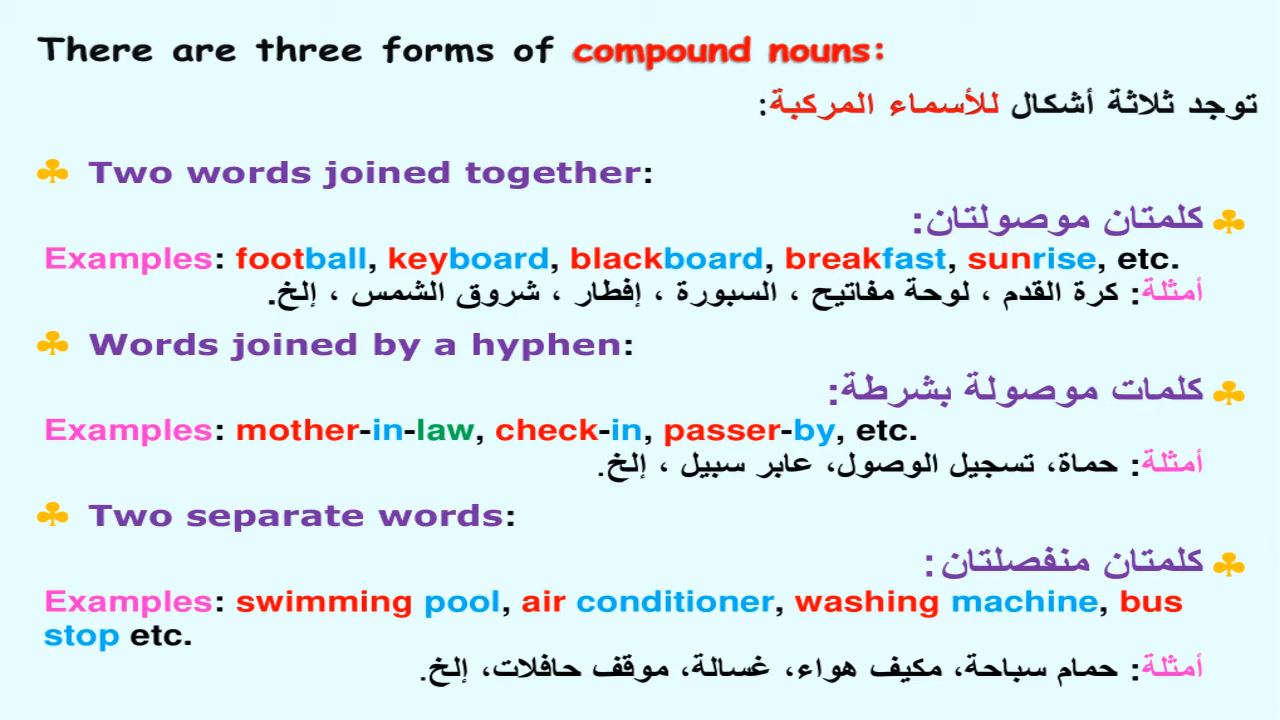 There are three forms of compound nouns:
توجد ثلاثة أشكال للأسماء المركبة:
♣ Two words joined together:
♣ كلمتان موصولتان:
Examples: football, keyboard, blackboard, breakfast, sunrise, etc.
أمثلة: كرة القدم ، لوحة مفاتيح ، السبورة ، إفطار ، شروق الشمس ، إلخ.
♣ Words joined by a hyphen:
♣ كلمات موصولة بشرطة:
Examples: mother-in-law, check-in, passer-by, etc.
أمثلة: حماة، تسجيل الوصول، عابر سبيل ، إلخ.
♣ Two separate words:
♣ كلمتان منفصلتان:
Examples: swimming pool, air conditioner, washing machine, bus
stop etc.
أمثلة: حمام سباحة، مكيف هواء، غسالة، موقف حافلات، إلخ.